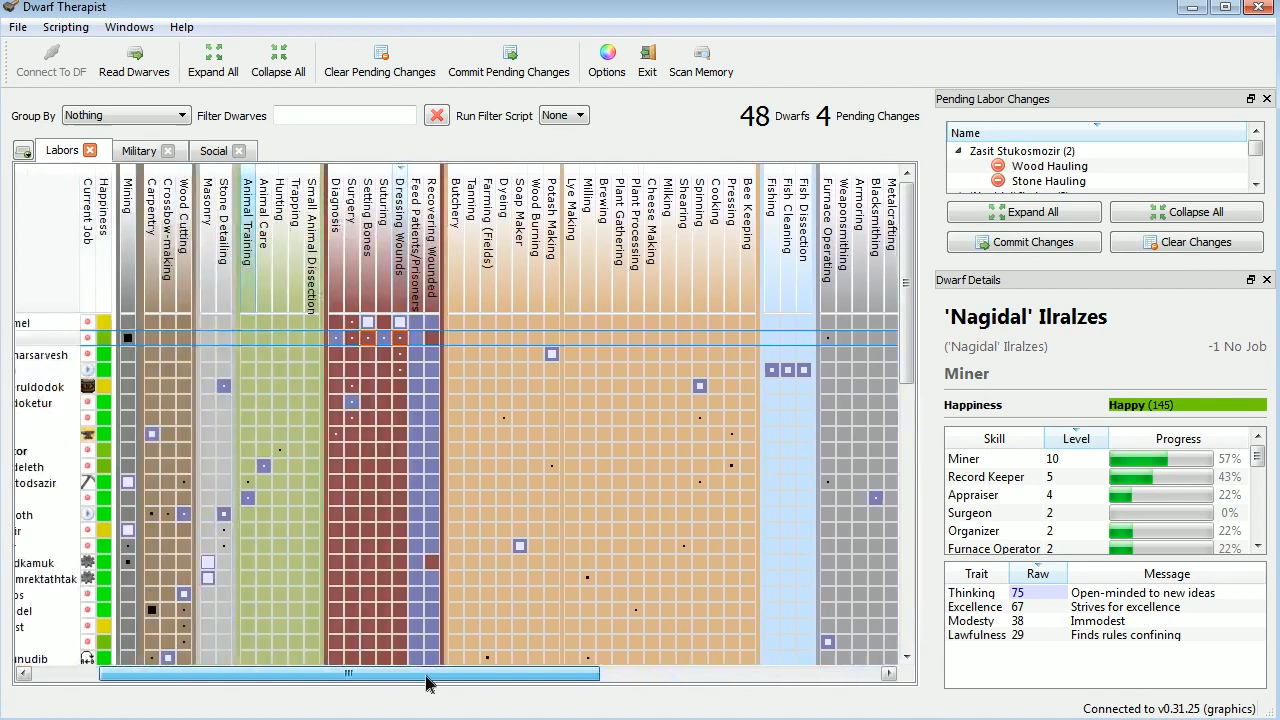 Dwarf Therapist
File Scripting Windows Help
Connect To DF Read Dwarves Expand All Collapse All Clear Pending Changes Commit Pending Changes Options Exit Scan Memory
Group By Nothing Filter Dwarves Run Filter Script None 48 Dwarfs 4 Pending Changes
Labors Military Social
Current Job
Happiness
Mining
Carpentry
Crossbow-making
Wood Cutting
Masonry
Stone Detailing
Animal Training
Animal Care
Hunting
Trapping
Small Animal Dissection
Diagnosis
Surgery
Setting Bones
Suturing
Dressing Wounds
Feed Patients/Prisoners
Recovering Wounded
Butchery
Tanning
Farming (Fields)
Dyeing
Soap Maker
Wood Burning
Potash Making
Lye Making
Milling
Brewing
Plant Gathering
Plant Processing
Cheese Making
Milking
Shearing
Spinning
Cooking
Pressing
Bee Keeping
Fishing
Fish Cleaning
Fish Dissection
Furnace Operating
Weaponsmithing
Armoring
Blacksmithing
Metalcrafting
mel
narsarvesh
ruldodok
doketur
tor
deleth
todsazir
oth
ir
dkamuk
mrektathtak
os
del
st
unudib
Pending Labor Changes
Name
Zasit Stukosmozir (2)
Wood Hauling
Stone Hauling
Expand All Collapse All
Commit Changes Clear Changes
Dwarf Details
'Nagidal' Ilralzes
('Nagidal' Ilralzes) -1 No Job
Miner
Happiness Happy (145)
Skill Level Progress
Miner 10 57%
Record Keeper 5 43%
Appraiser 4 22%
Surgeon 2 0%
Organizer 2 22%
Furnace Operator 2 22%
Trait Raw Message
Thinking 75 Open-minded to new ideas
Excellence 67 Strives for excellence
Modesty 38 Immodest
Lawfulness 29 Finds rules confining
Connected to v0.31.25 (graphics)